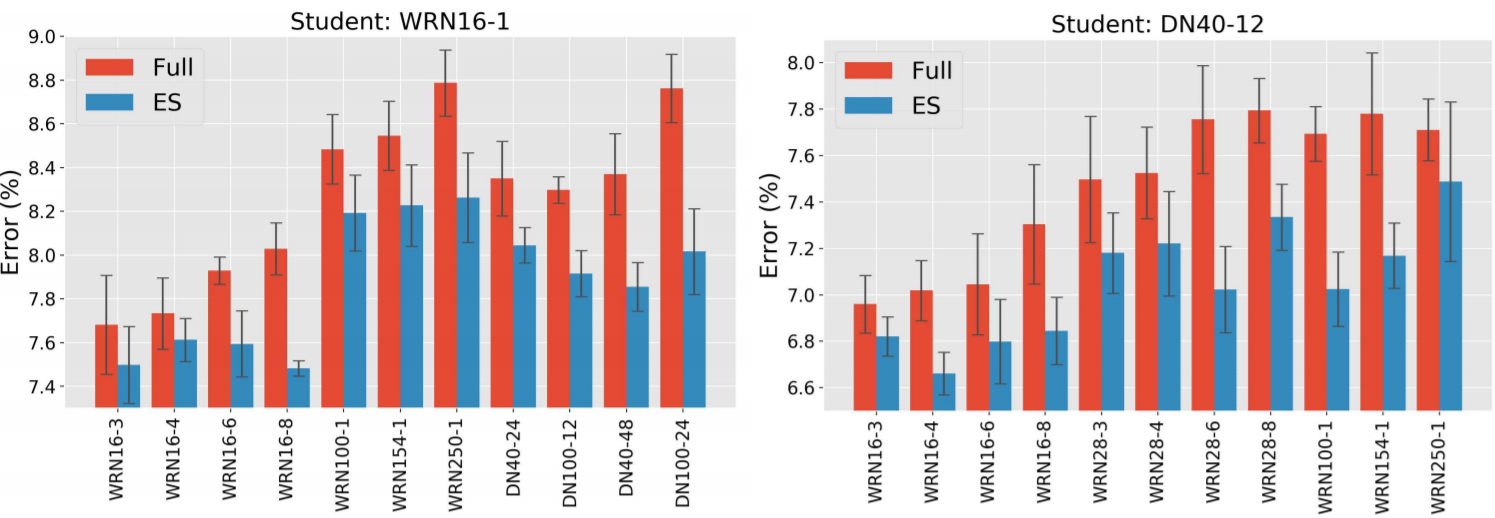 Student: WRN16-1
Full
ES
Error (%)
9.0
8.8
8.6
8.4
8.2
8.0
7.8
7.6
7.4
WRN16-3
WRN16-4
WRN16-6
WRN16-8
WRN100-1
WRN154-1
WRN250-1
DN40-24
DN100-12
DN40-48
DN100-24
Student: DN40-12
Full
ES
Error (%)
8.0
7.8
7.6
7.4
7.2
7.0
6.8
6.6
WRN16-3
WRN16-4
WRN16-6
WRN16-8
WRN28-3
WRN28-4
WRN28-6
WRN28-8
WRN100-1
WRN154-1
WRN250-1